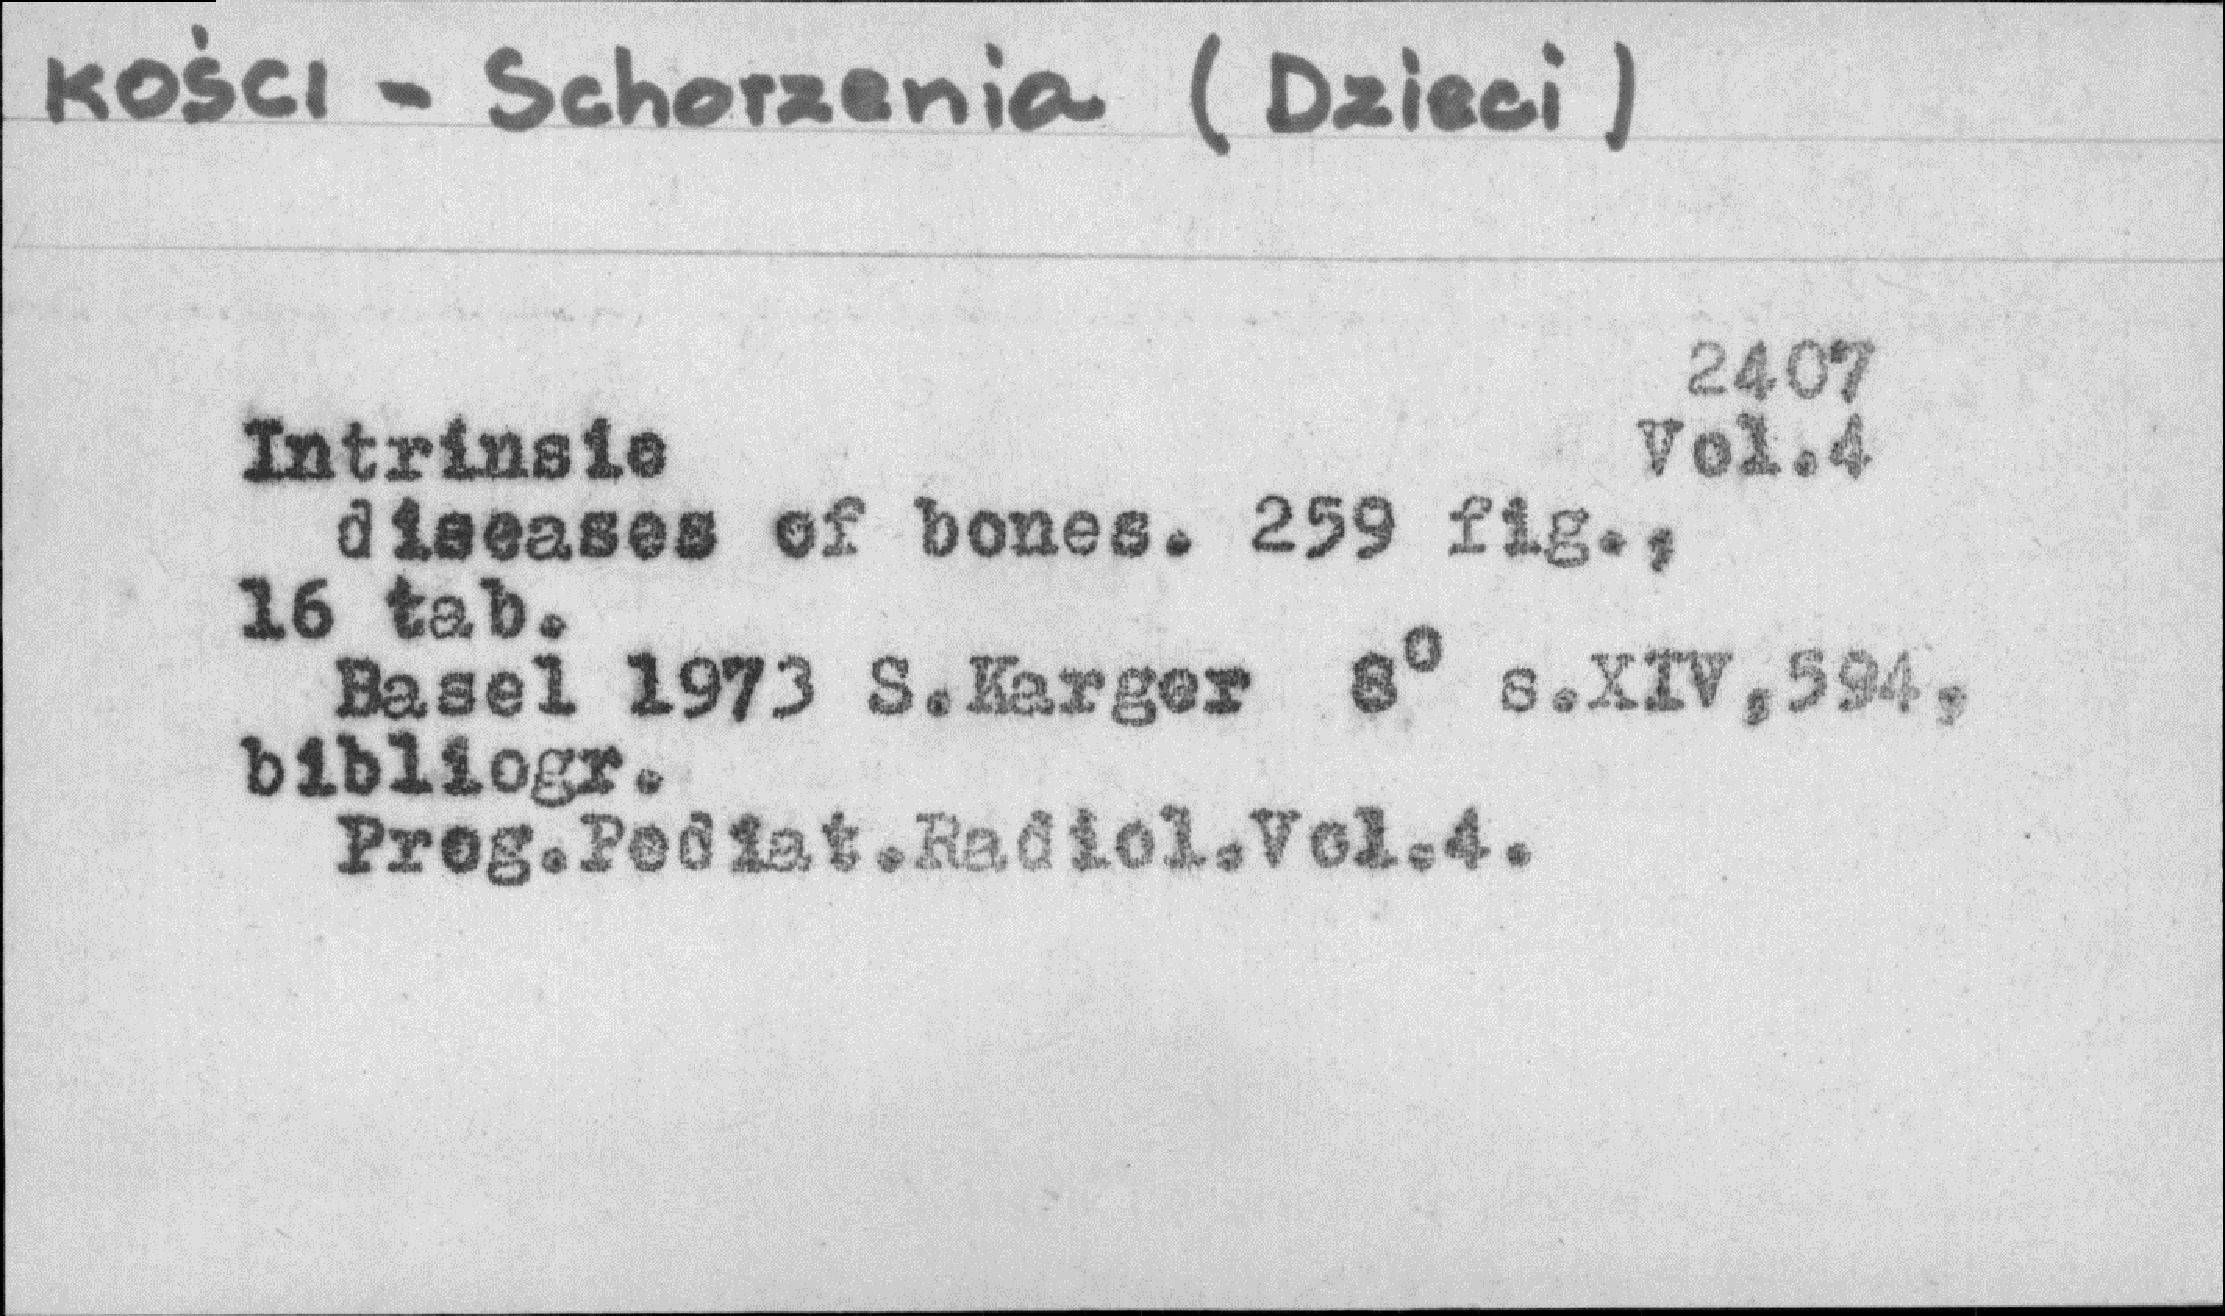 KOŚCI - Schorzenia (Dzieci)
2407
Intrinsic Vol.4
diseases of bones. 259 fig.,
16 tab.
Basel 1973 S.Karger 8° s.XIV,594,
bibliogr.
Prog.Pediat.Radiol.Vol.4.